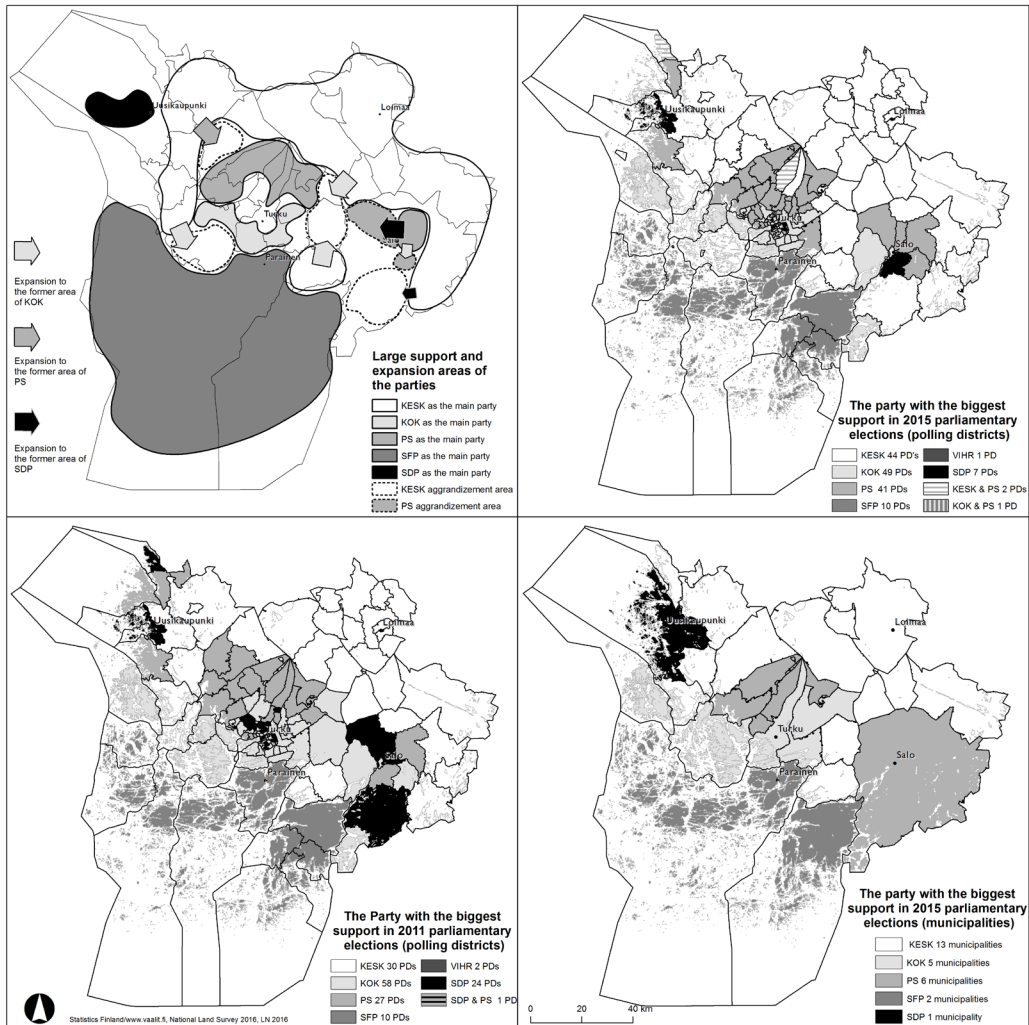 Uusikaupunki
Loimaa
Turku
Salo
Parainen
Expansion to
the former area
of KOK
Expansion to
the former area of
PS
Expansion to
the former area of
SDP
Large support and
expansion areas of
the parties
KESK as the main party
KOK as the main party
PS as the main party
SFP as the main party
SDP as the main party
KESK aggrandizement area
PS aggrandizement area
Uusikaupunki
Loimaa
Turku
Salo
Parainen
The party with the biggest
support in 2015 parliamentary
elections (polling districts)
KESK 44 PD's
KOK 49 PDs
PS 41 PDs
SFP 10 PDs
VIHR 1 PD
SDP 7 PDs
KESK & PS 2 PDs
KOK & PS 1 PD
Uusikaupunki
Loimaa
Turku
Salo
Parainen
The Party with the biggest
support in 2011 parliamentary
elections (polling districts)
KESK 30 PDs
KOK 58 PDs
PS 27 PDs
SFP 10 PDs
VIHR 2 PDs
SDP 24 PDs
SDP & PS 1 PD
Statistics Finland/www.vaalit.fi, National Land Survey 2016, LN 2016
Uusikaupunki
Loimaa
Turku
Salo
Parainen
The party with the biggest
support in 2015 parliamentary
elections (municipalities)
KESK 13 municipalities
KOK 5 municipalities
PS 6 municipalities
SFP 2 municipalities
SDP 1 municipality
0 20 40 km